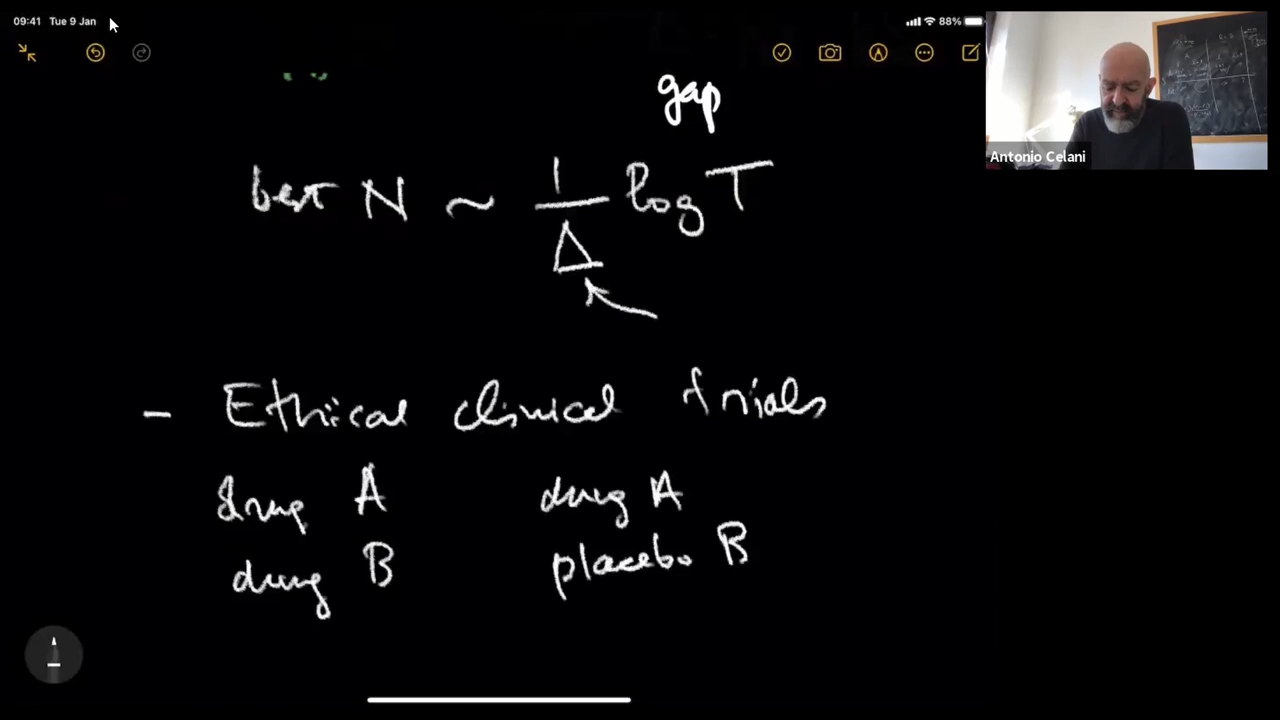 09:41 Tue 9 Jan 88%
gap
best N ~ 1/Δ log T
Antonio Celani
- Ethical clinical trials
drug A drug A
drug B placebo B